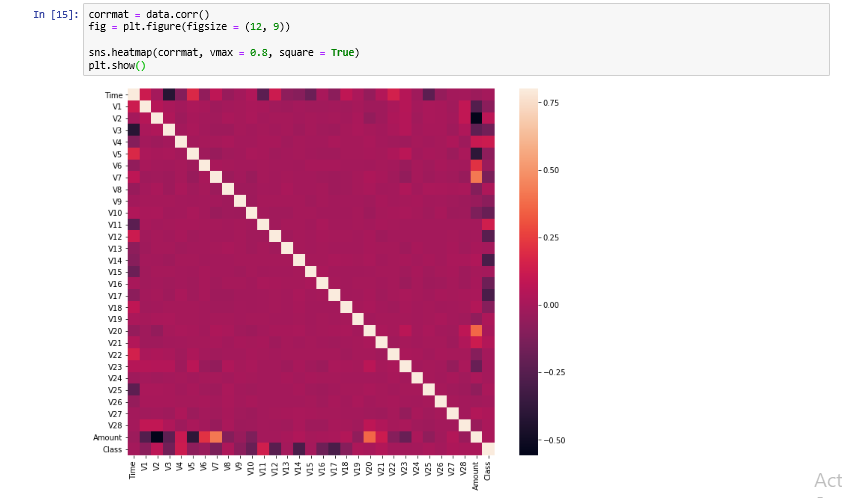 In [15]: corrmat = data.corr()
fig = plt.figure(figsize = (12, 9))
sns.heatmap(corrmat, vmax = 0.8, square = True)
plt.show()
Time
V1
V2
V3
V4
V5
V6
V7
V8
V9
V10
V11
V12
V13
V14
V15
V16
V17
V18
V19
V20
V21
V22
V23
V24
V25
V26
V27
V28
Amount
Class
Time V1 V2 V3 V4 V5 V6 V7 V8 V9 V10 V11 V12 V13 V14 V15 V16 V17 V18 V19 V20 V21 V22 V23 V24 V25 V26 V27 V28 Amount Class
0.75
0.50
0.25
0.00
−0.25
−0.50
Act